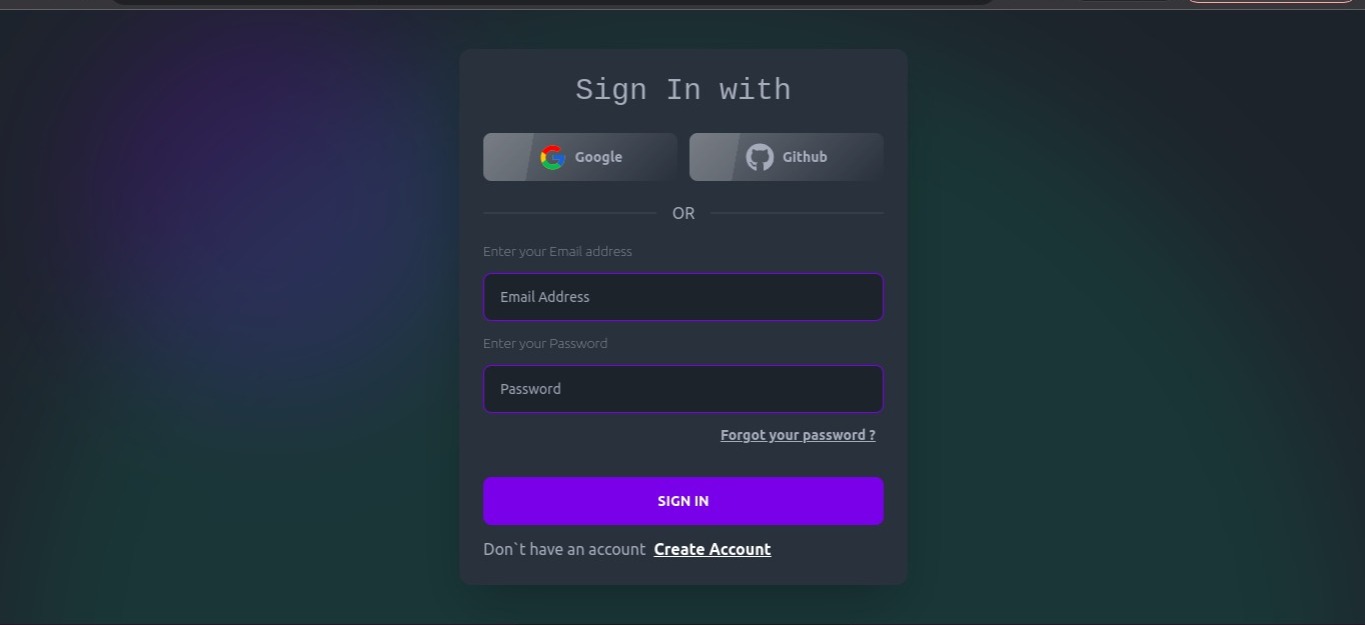 Sign In with
Google
Github
OR
Enter your Email address
Email Address
Enter your Password
Password
Forgot your password ?
SIGN IN
Don`t have an account Create Account